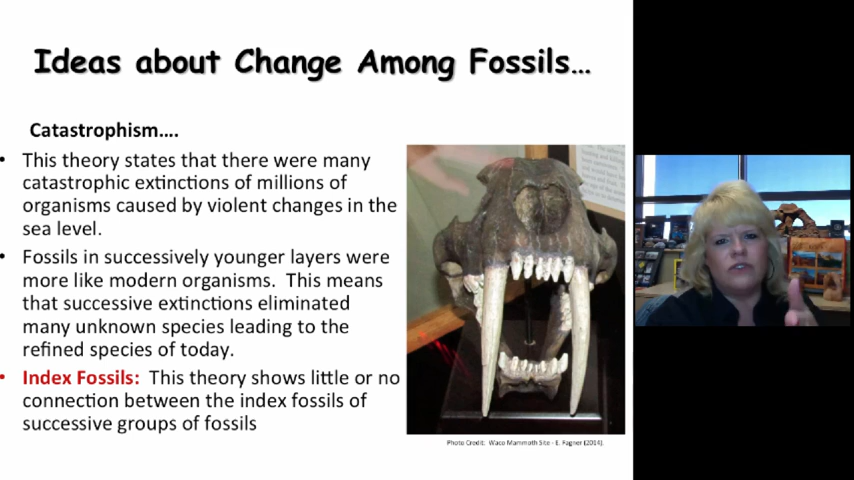 Ideas about Change Among Fossils...
Catastrophism....
• This theory states that there were many
catastrophic extinctions of millions of
organisms caused by violent changes in the
sea level.
• Fossils in successively younger layers were
more like modern organisms. This means
that successive extinctions eliminated
many unknown species leading to the
refined species of today.
• Index Fossils: This theory shows little or no
connection between the index fossils of
successive groups of fossils
Photo Credit: Waco Mammoth Site - E. Fagner (2014).